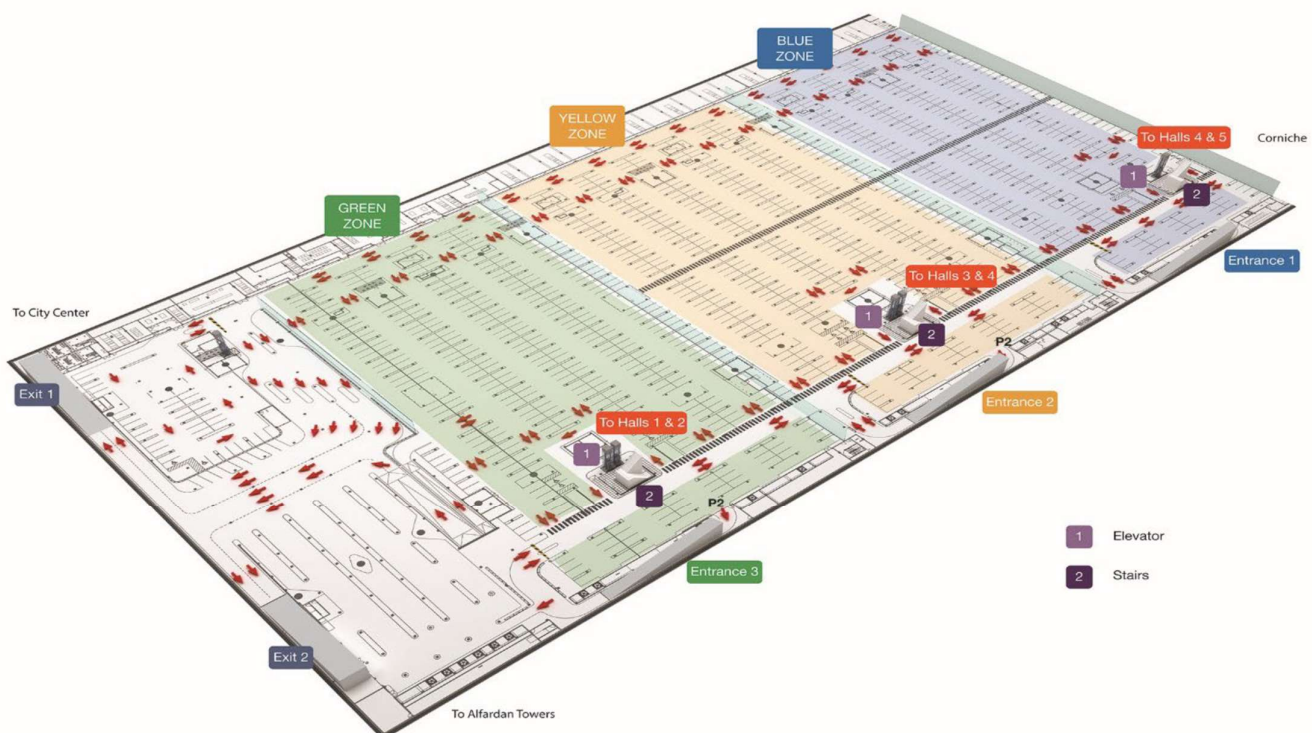 BLUE
ZONE
YELLOW
ZONE
GREEN
ZONE
To Halls 4 & 5
Corniche
1
2
Entrance 1
To Halls 3 & 4
1
2
P2
Entrance 2
To City Center
Exit 1
To Halls 1 & 2
1
2
P2
Entrance 3
Exit 2
To Alfardan Towers
1 Elevator
2 Stairs